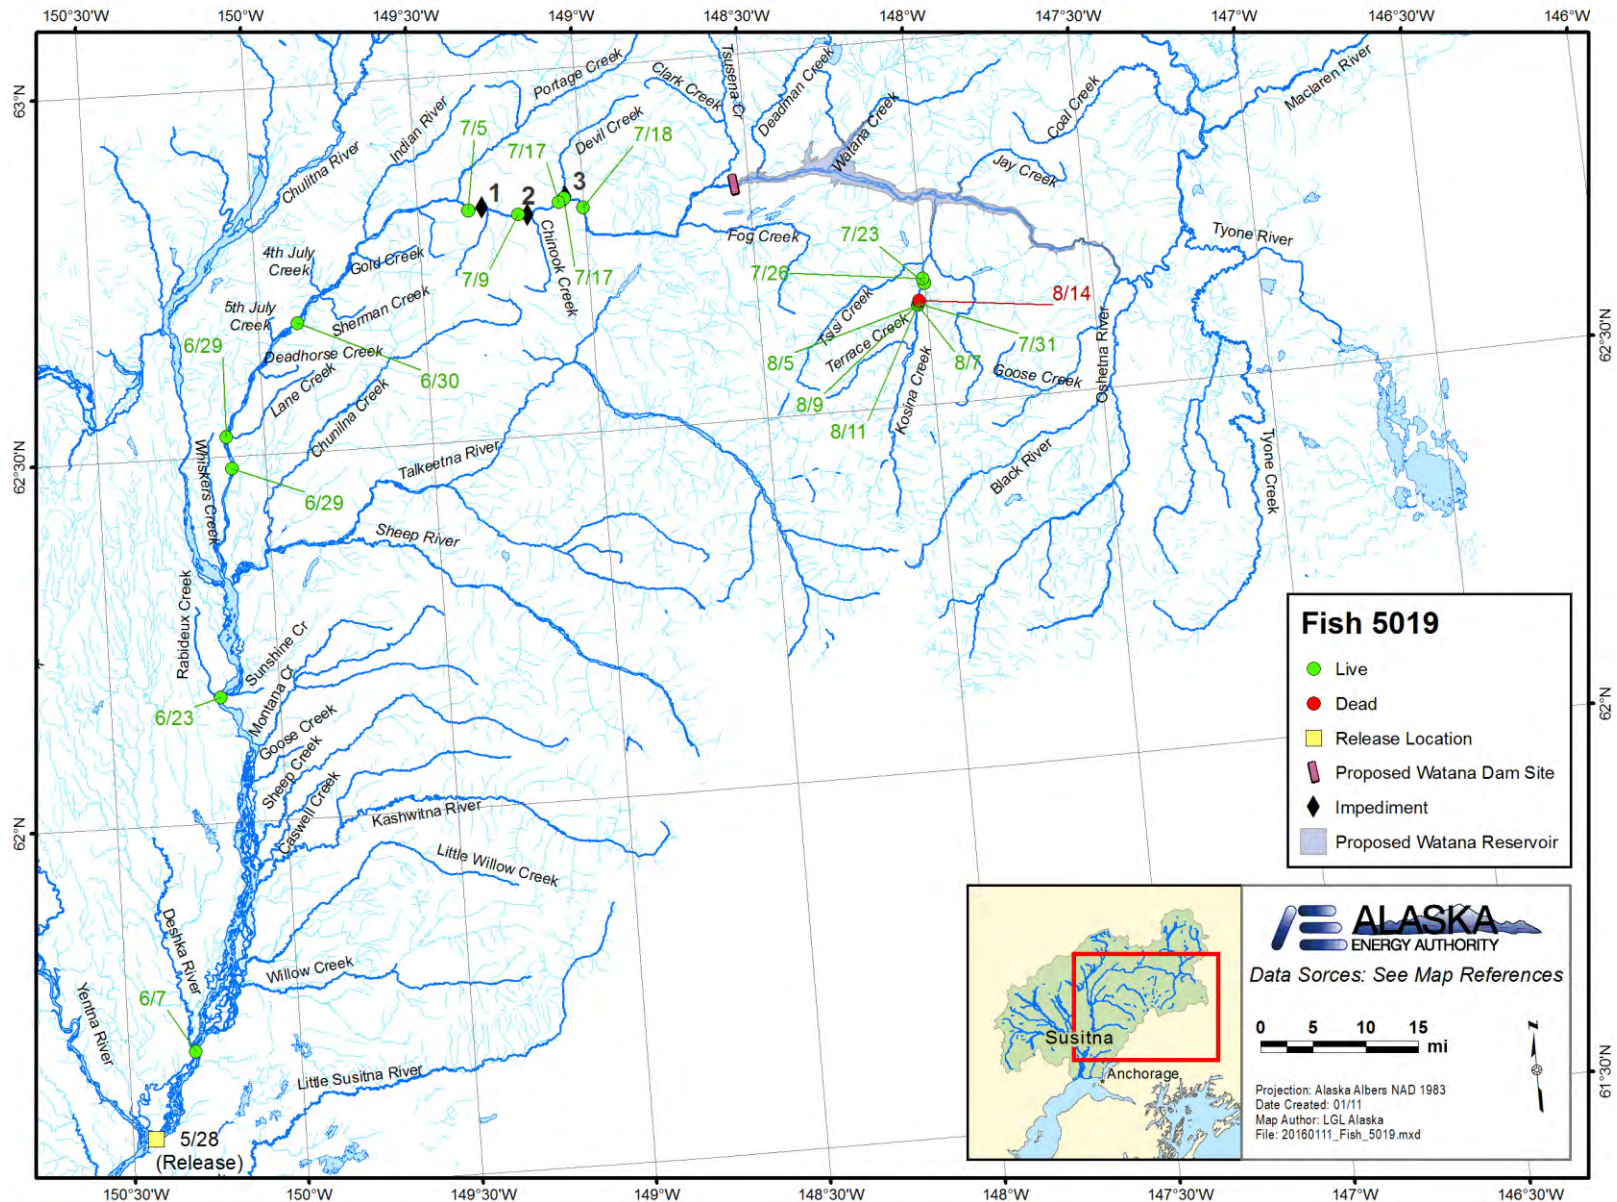 150°30'W
150°W
149°30'W
149°W
148°30'W
148°W
147°30'W
147°W
146°30'W
146°W
63°N
62°30'N
62°N
62°30'N
62°N
61°30'N
Portage Creek
Clark Creek
Tsusena Cr
Deadman Creek
Watana Creek
Coal Creek
Maclaren River
Indian River
Chulitna River
Devil Creek
Jay Creek
7/5
7/17
7/18
1
2
3
Tyone River
4th July
Creek
Gold Creek
7/9
Chinook Creek
7/17
Fog Creek
7/23
7/26
8/14
5th July
Creek
Sherman Creek
Tsisi Creek
Terrace Creek
Oshetna River
6/29
Deadhorse Creek
6/30
Lane Creek
8/5
8/7
7/31
Goose Creek
8/9
8/11
Kosina Creek
Chunilna Creek
Whiskers Creek
Talkeetna River
Black River
Tyone Creek
6/29
Sheep River
Rabideux Creek
Sunshine Cr
6/23
Montana Cr
Goose Creek
Sheep Creek
Caswell Creek
Kashwitna River
Little Willow Creek
Deshka River
Willow Creek
6/7
Yentna River
Little Susitna River
5/28
(Release)
Fish 5019
Live
Dead
Release Location
Proposed Watana Dam Site
Impediment
Proposed Watana Reservoir
Susitna
Anchorage
ALASKA
ENERGY AUTHORITY
Data Sorces: See Map References
0 5 10 15
mi
N
Projection: Alaska Albers NAD 1983
Date Created: 01/11
Map Author: LGL Alaska
File: 20160111_Fish_5019.mxd
150°30'W
150°W
149°30'W
149°W
148°30'W
148°W
147°30'W
147°W
146°30'W